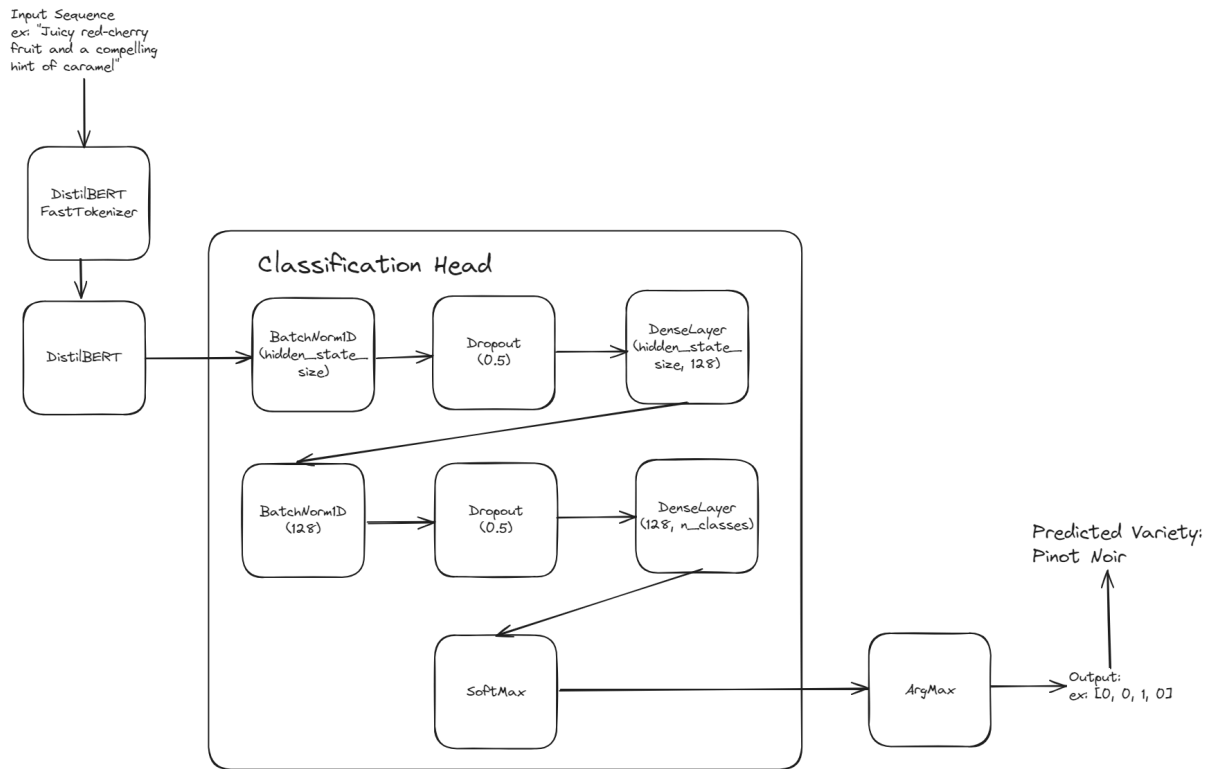 Input Sequence
ex: "Juicy red-cherry
fruit and a compelling
hint of caramel"
DistilBERT
FastTokenizer
DistilBERT
Classification Head
BatchNorm1D
(hidden_state_
size)
Dropout
(0.5)
DenseLayer
(hidden_state_
size, 128)
BatchNorm1D
(128)
Dropout
(0.5)
DenseLayer
(128, n_classes)
SoftMax
ArgMax
Output:
ex: [0, 0, 1, 0]
Predicted Variety:
Pinot Noir